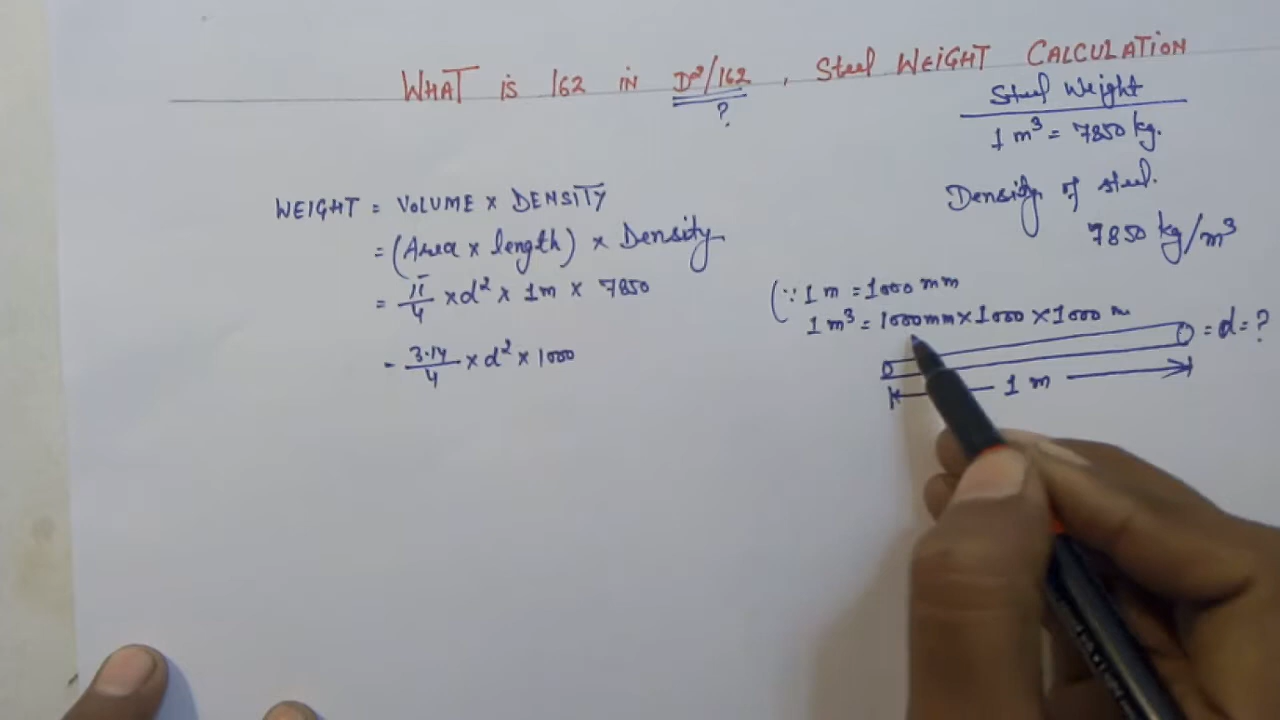 WHAT is 162 in D²/162, Steel WEIGHT CALCULATION
?
Steel Weight
1 m³ = 7850 kg.
Density of steel.
7850 kg/m³
WEIGHT = VOLUME × DENSITY
= (Area × length) × Density
= π/4 × d² × 1m × 7850
= 3.14/4 × d² × 1000
(∵ 1 m = 1000 mm
1 m³ = 1000mm × 1000 × 1000 m
= d = ?
1 m